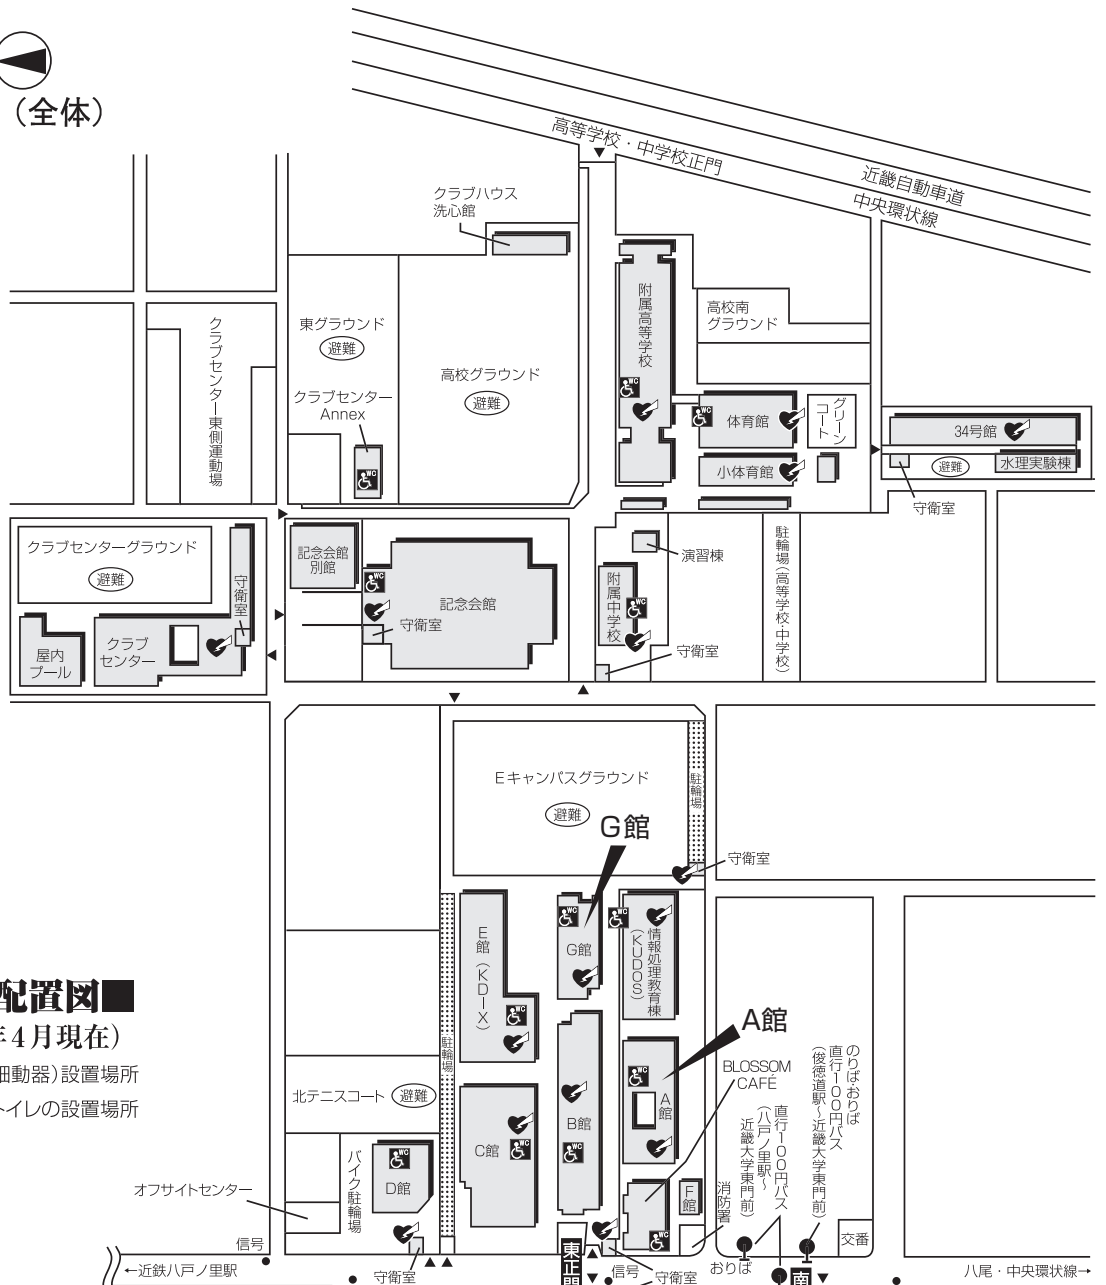 (全体)
高等学校・中学校正門
近畿自動車道
中央環状線
クラブハウス
洗心館
附属高等学校
高校南
グラウンド
クラブセンター東側運動場
東グラウンド
避難
クラブセンター
Annex
高校グラウンド
避難
WC
WC
WC
体育館
グリーン
コート
34号館
小体育館
避難
水理実験棟
守衛室
クラブセンターグラウンド
避難
守衛室
記念会館
別館
WC
記念会館
守衛室
演習棟
附属中学校
WC
駐輪場(高等学校 中学校)
屋内
プール
クラブ
センター
守衛室
Eキャンパスグラウンド
避難
駐輪場
G館
守衛室
E館(KD-X)
WC
WC
G館
WC
情報処理教育棟
(KUDOS)
配置図■
年4月現在)
細動器)設置場所
トイレの設置場所
駐輪場
A館
BLOSSOM
CAFÉ
WC
A館
北テニスコート
避難
C館
WC
B館
WC
のりばおりば
直行100円バス
(俊徳道駅~近畿大学東門前)
直行100円バス
(八戸ノ里駅~
近畿大学東門前)
バイク駐輪場
WC
D館
オフサイトセンター
F館
消防署
WC
交番
信号
←近鉄八戸ノ里駅
守衛室
東正門
信号
守衛室
おりば
南
八尾・中央環状線→